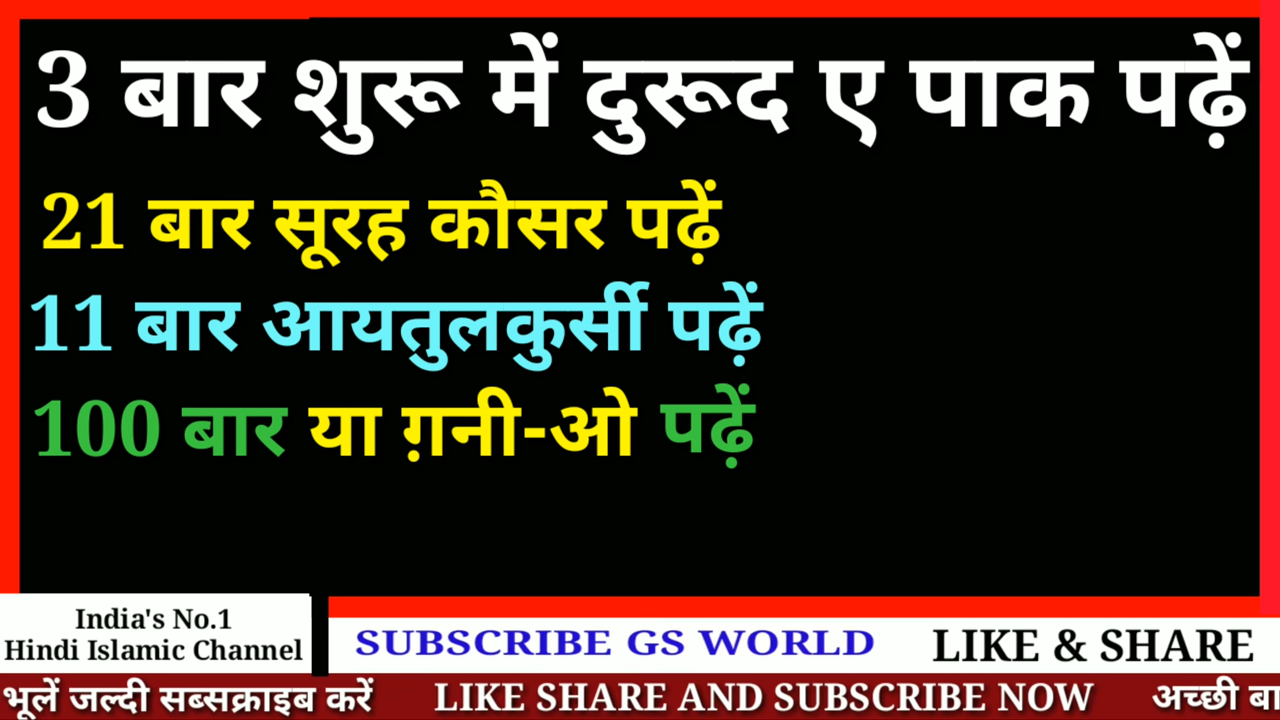 3 बार शुरू में दुरूद ए पाक पढ़ें
21 बार सूरह कौसर पढ़ें
11 बार आयतुलकुर्सी पढ़ें
100 बार या ग़नी-ओ पढ़ें
India's No.1
Hindi Islamic Channel
SUBSCRIBE GS WORLD LIKE & SHARE
भूलें जल्दी सब्सक्राइब करें LIKE SHARE AND SUBSCRIBE NOW अच्छी